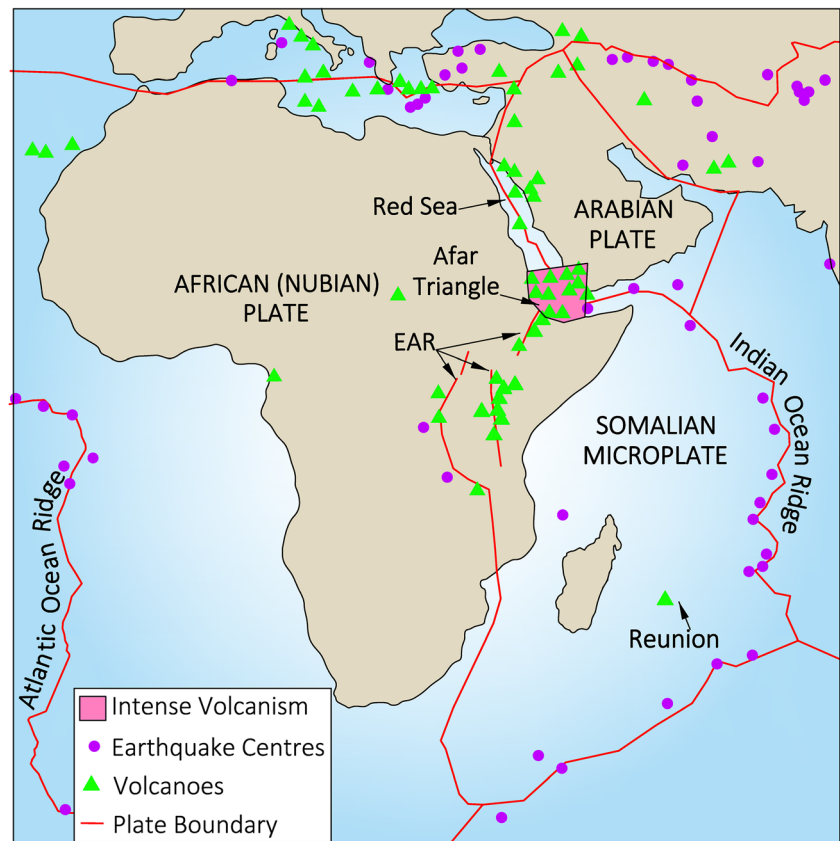 Red Sea
ARABIAN
PLATE
Afar
Triangle
AFRICAN (NUBIAN)
PLATE
EAR
Indian Ocean Ridge
SOMALIAN
MICROPLATE
Atlantic Ocean Ridge
Reunion
Intense Volcanism
Earthquake Centres
Volcanoes
Plate Boundary